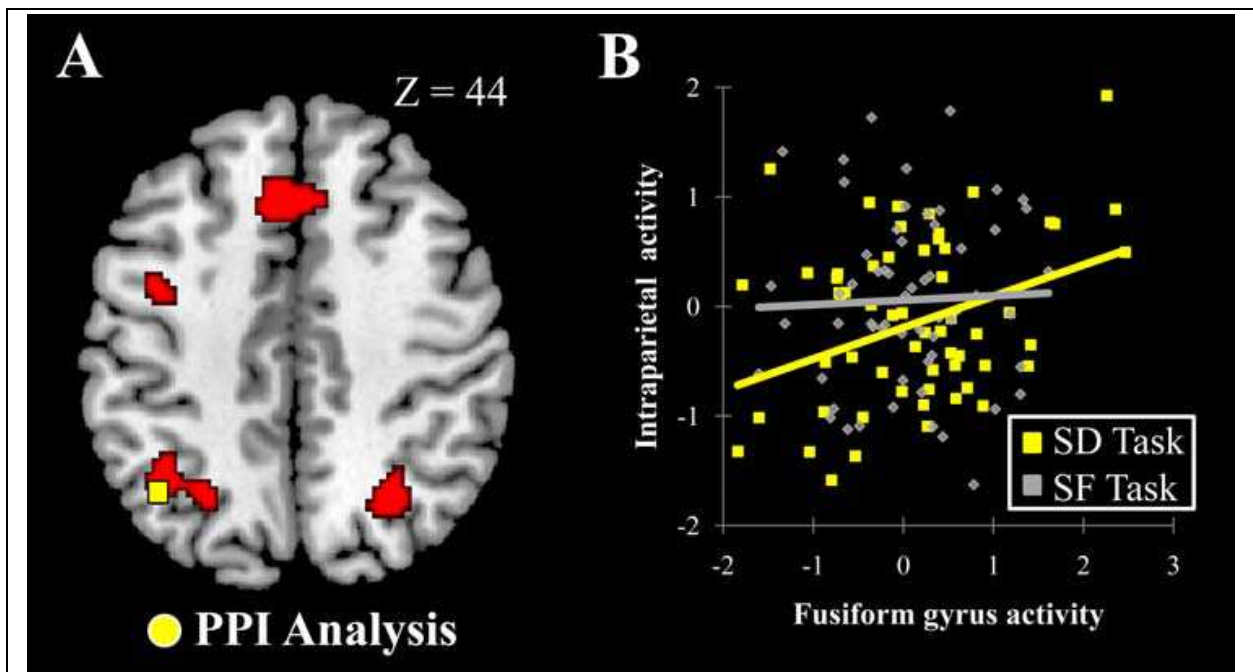 A
Z = 44
PPI Analysis
B
Intraparietal activity
2
1
0
-1
-2
-2 -1 0 1 2 3
Fusiform gyrus activity
SD Task
SF Task